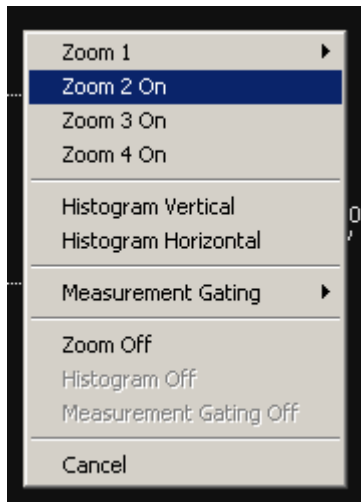 Zoom 1
Zoom 2 On
Zoom 3 On
Zoom 4 On
Histogram Vertical
0
Histogram Horizontal
Measurement Gating
Zoom Off
Histogram Off
Measurement Gating Off
Cancel